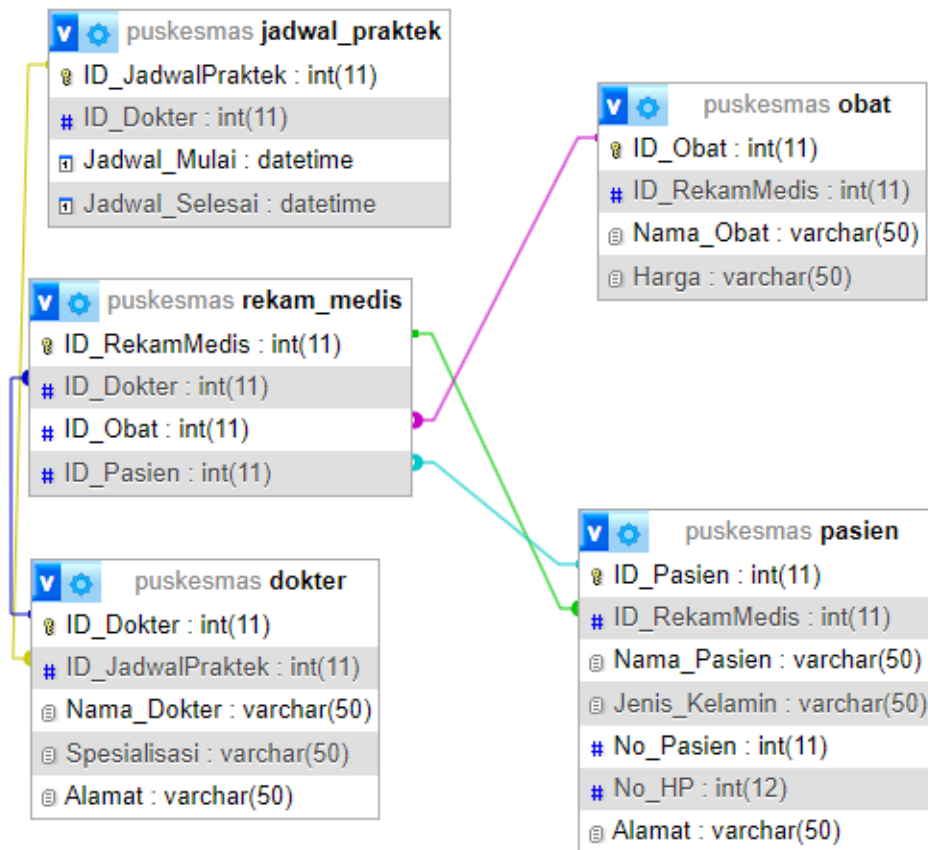 puskesmas jadwal_praktek
ID_JadwalPraktek : int(11)
ID_Dokter : int(11)
Jadwal_Mulai : datetime
Jadwal_Selesai : datetime
puskesmas obat
ID_Obat : int(11)
ID_RekamMedis : int(11)
Nama_Obat : varchar(50)
Harga : varchar(50)
puskesmas rekam_medis
ID_RekamMedis : int(11)
ID_Dokter : int(11)
ID_Obat : int(11)
ID_Pasien : int(11)
puskesmas dokter
ID_Dokter : int(11)
ID_JadwalPraktek : int(11)
Nama_Dokter : varchar(50)
Spesialisasi : varchar(50)
Alamat : varchar(50)
puskesmas pasien
ID_Pasien : int(11)
ID_RekamMedis : int(11)
Nama_Pasien : varchar(50)
Jenis_Kelamin : varchar(50)
No_Pasien : int(11)
No_HP : int(12)
Alamat : varchar(50)